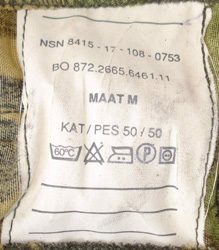 NSN 8415-17-108-0753
BO 872.2665.6461.11
MAAT M
KAT/PES 50/50
60°C P